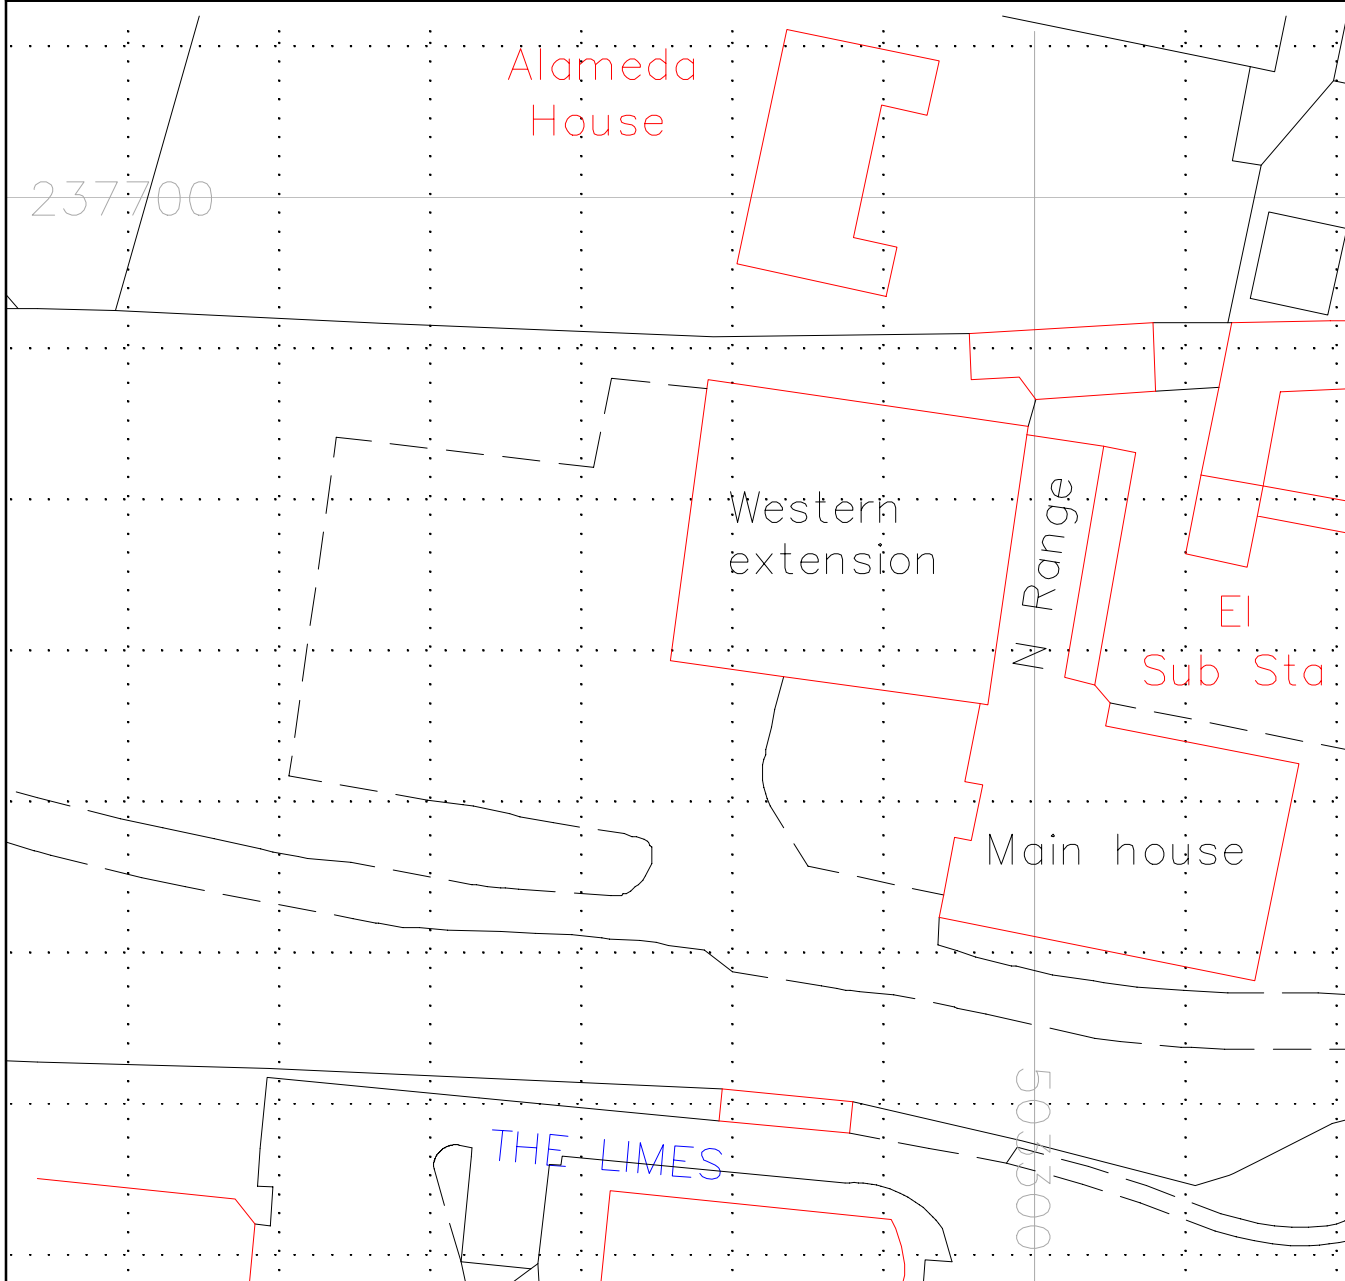 Alameda
House
237700
Western
extension
N Range
El
Sub Sta
Main house
THE LIMES
503300